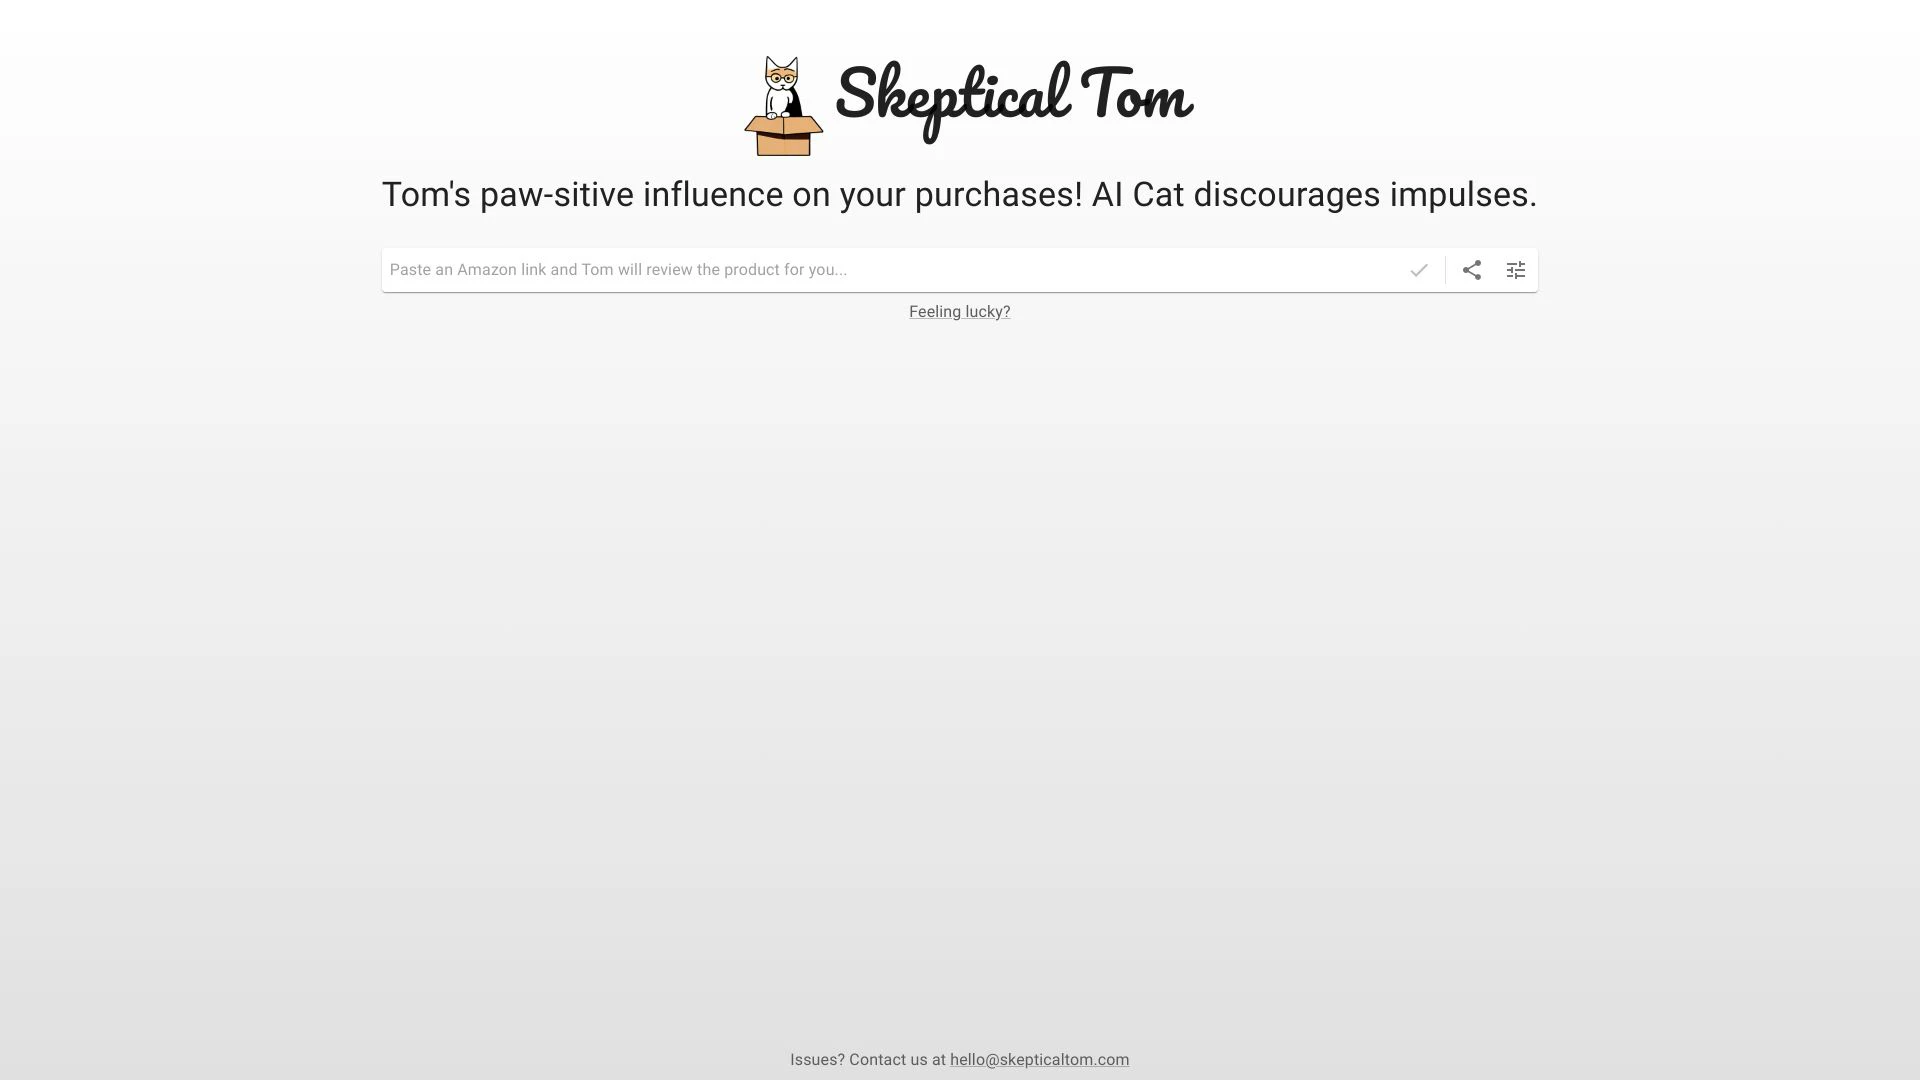 Skeptical Tom
Tom's paw-sitive influence on your purchases! AI Cat discourages impulses.
Paste an Amazon link and Tom will review the product for you...
Feeling lucky?
Issues? Contact us at hello@skepticaltom.com